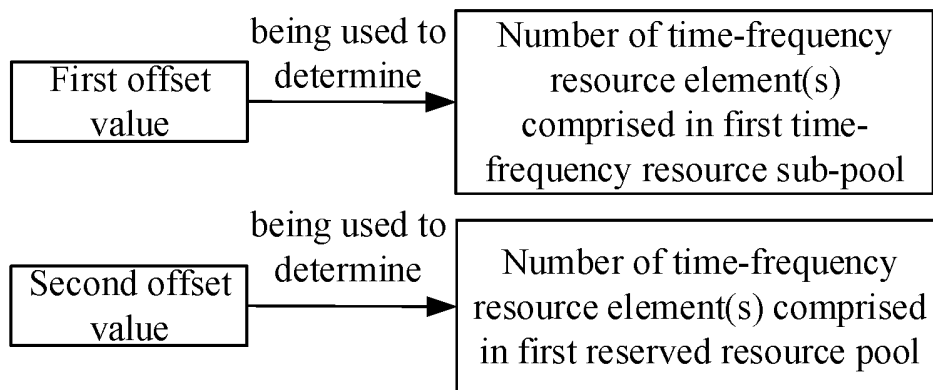 First offset
value
being used to
determine
Number of time-frequency
resource element(s)
comprised in first time-
frequency resource sub-pool
Second offset
value
being used to
determine
Number of time-frequency
resource element(s) comprised
in first reserved resource pool